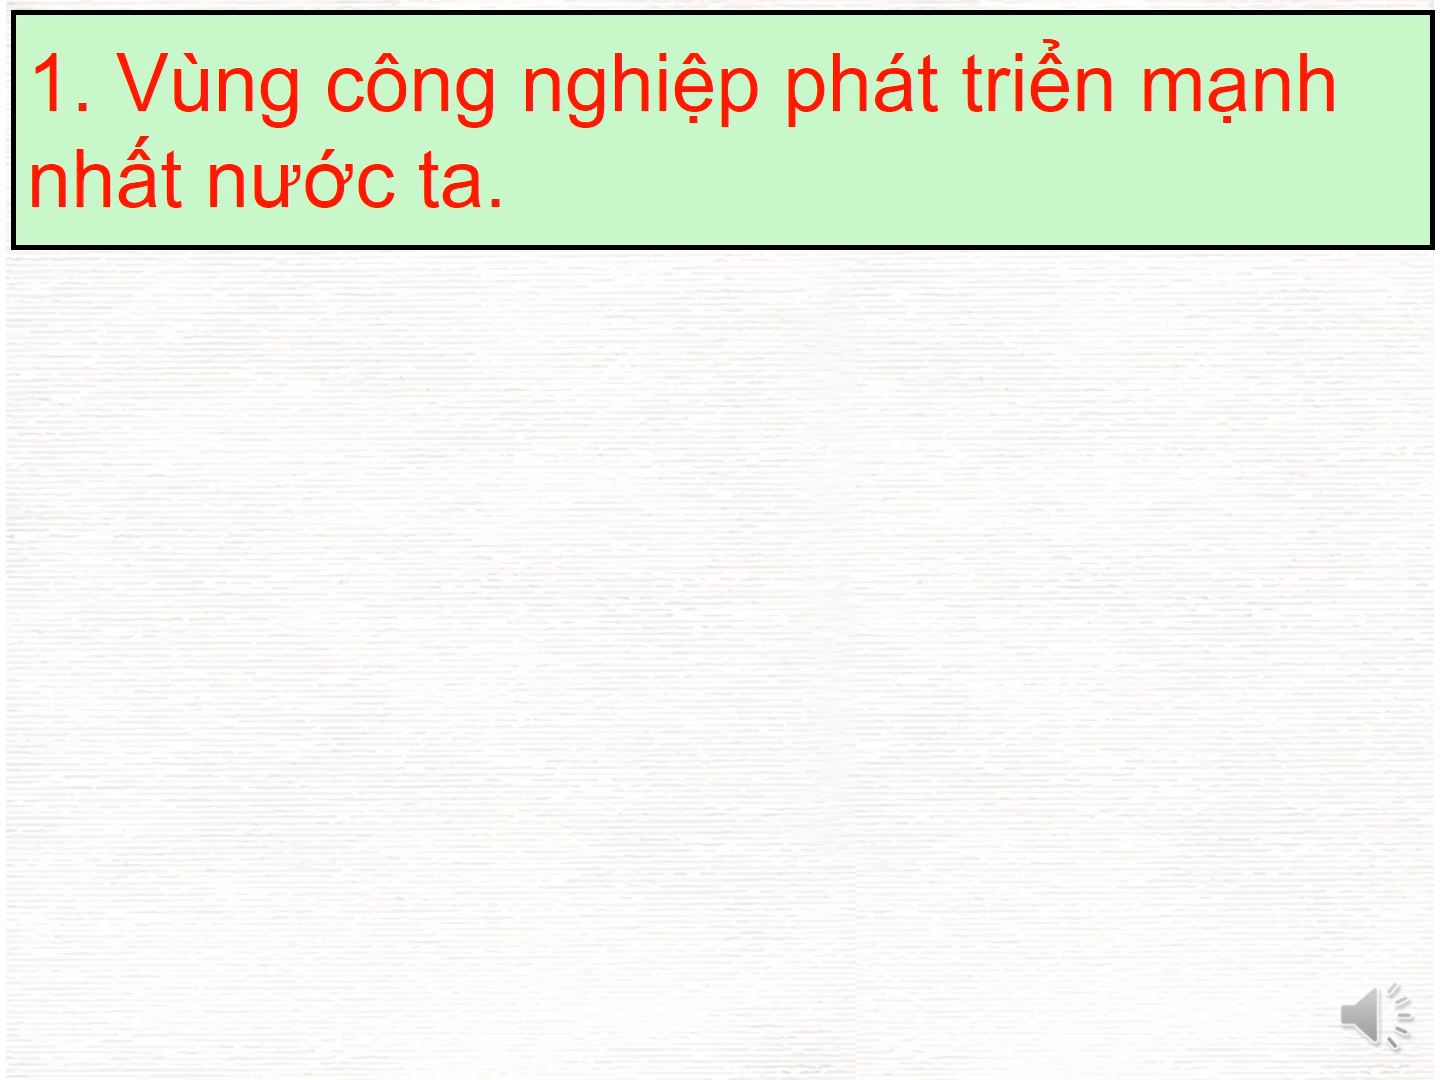 1. Vùng công nghiệp phát triển mạnh
nhất nước ta.